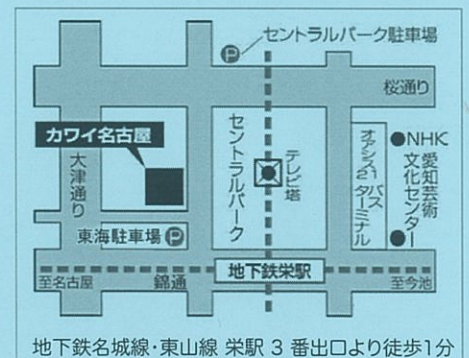 Pセントラルパーク駐車場
桜通り
カワイ名古屋
大津通り
セントラルパーク
テレビ塔
オアシス21
バスターミナル
●NHK
愛知芸術
文化センター
東海駐車場P
地下鉄栄駅
至名古屋
錦通
至今池
地下鉄名城線・東山線 栄駅 3 番出口より徒歩1分